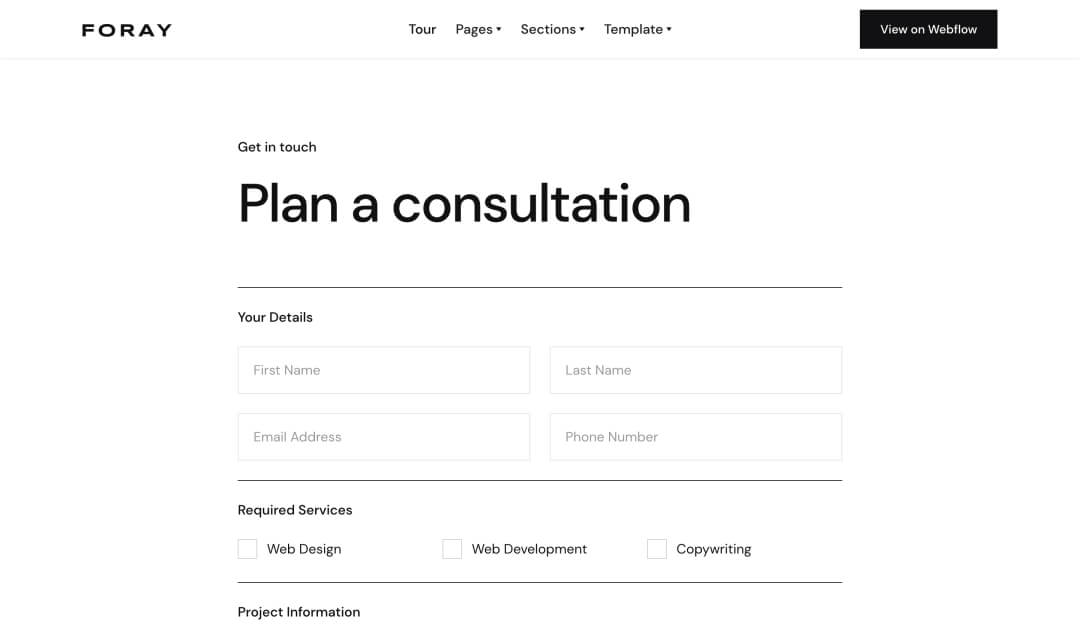 FORAY Tour Pages Sections Template View on Webflow
Get in touch
Plan a consultation
Your Details
First Name Last Name
Email Address Phone Number
Required Services
Web Design Web Development Copywriting
Project Information